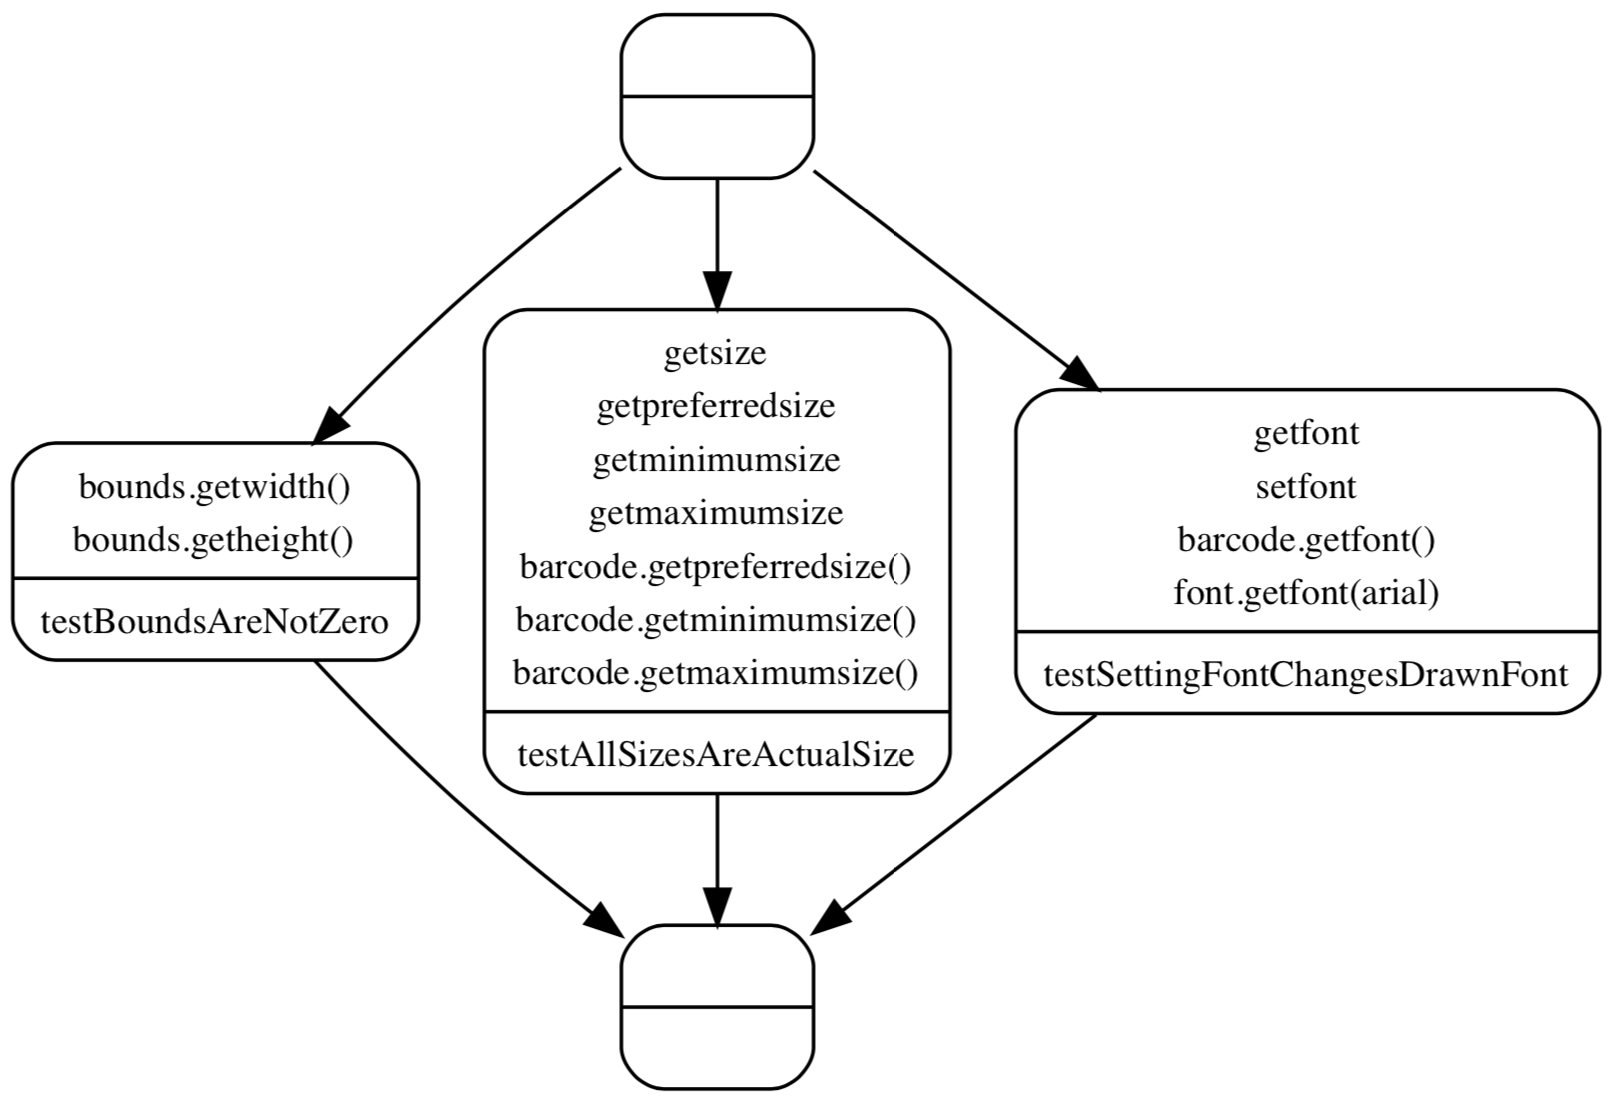 bounds.getwidth()
bounds.getheight()
testBoundsAreNotZero
getsize
getpreferredsize
getminimumsize
getmaximumsize
barcode.getpreferredsize()
barcode.getminimumsize()
barcode.getmaximumsize()
testAllSizesAreActualSize
getfont
setfont
barcode.getfont()
font.getfont(arial)
testSettingFontChangesDrawnFont